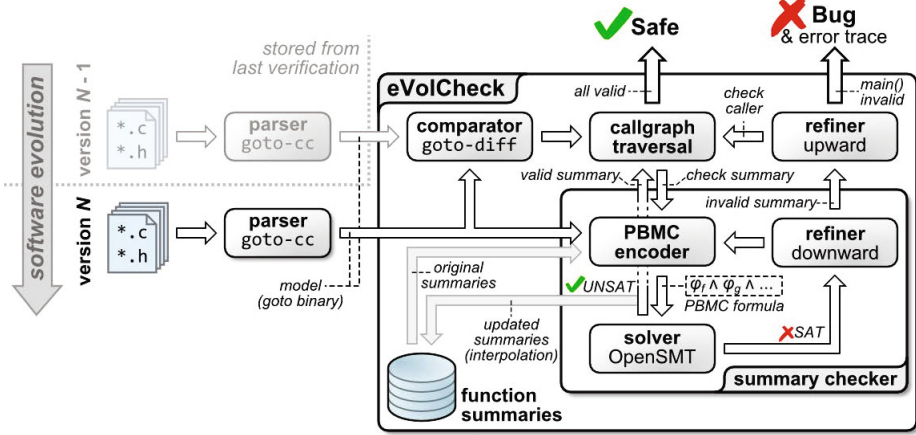 Safe
Bug
& error trace
stored from
last verification
eVolCheck
all valid
check
caller
main()
invalid
software evolution
version N - 1
*.c
*.h
parser
goto-cc
comparator
goto-diff
callgraph
traversal
refiner
upward
valid summary
check summary
invalid summary
version N
*.c
*.h
parser
goto-cc
PBMC
encoder
refiner
downward
model
(goto binary)
original
summaries
UNSAT
φf ∧ φg ∧ ...
PBMC formula
updated
summaries
(interpolation)
solver
OpenSMT
SAT
summary checker
function
summaries